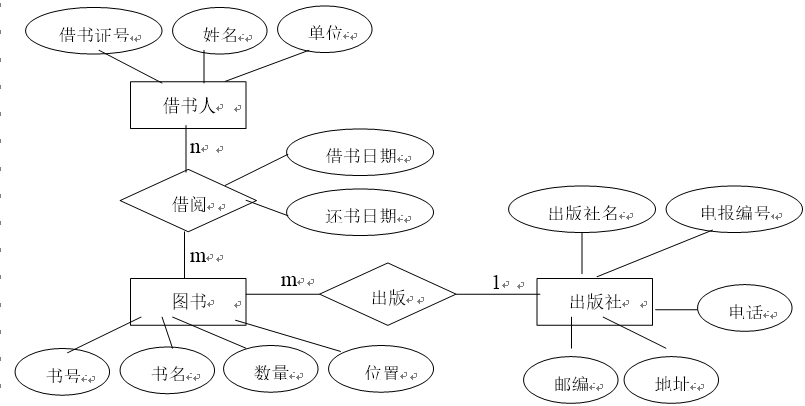 借书证号
姓名
单位
借书人
n
借书日期
借阅
还书日期
出版社名
电报编号
m
图书
m
出版
1
出版社
电话
书号
书名
数量
位置
邮编
地址